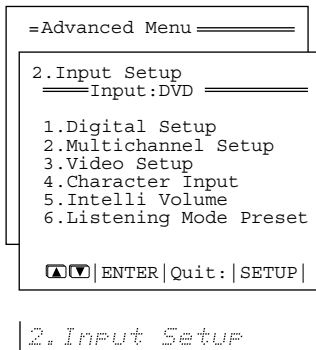 =Advanced Menu
2.Input Setup
Input:DVD
1.Digital Setup
2.Multichannel Setup
3.Video Setup
4.Character Input
5.Intelli Volume
6.Listening Mode Preset
▲▼|ENTER|Quit:|SETUP|
2.Input Setup